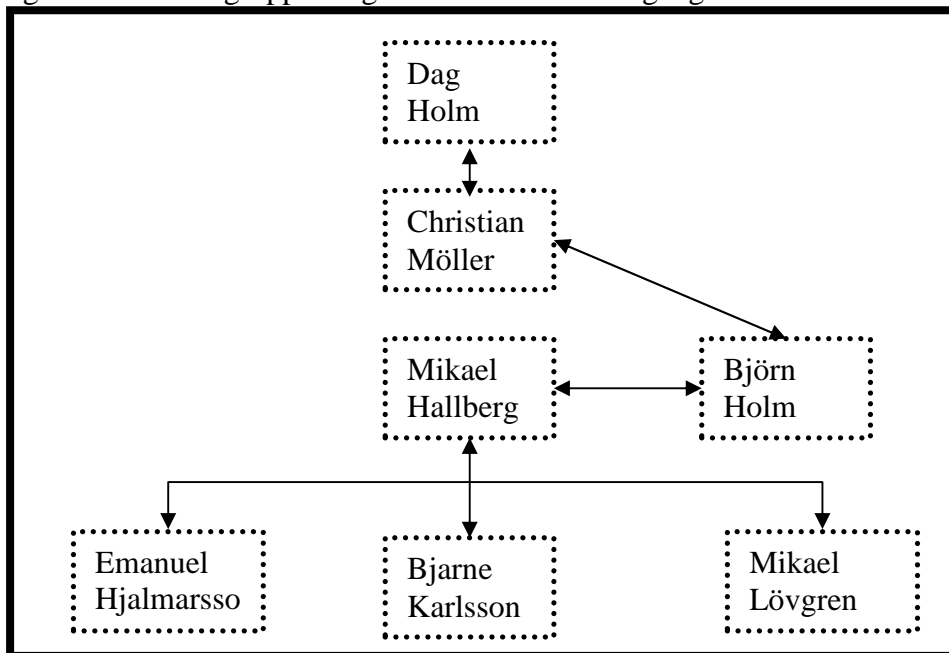 Dag
Holm
Christian
Möller
Mikael
Hallberg
Björn
Holm
Emanuel
Hjalmarsso
Bjarne
Karlsson
Mikael
Lövgren